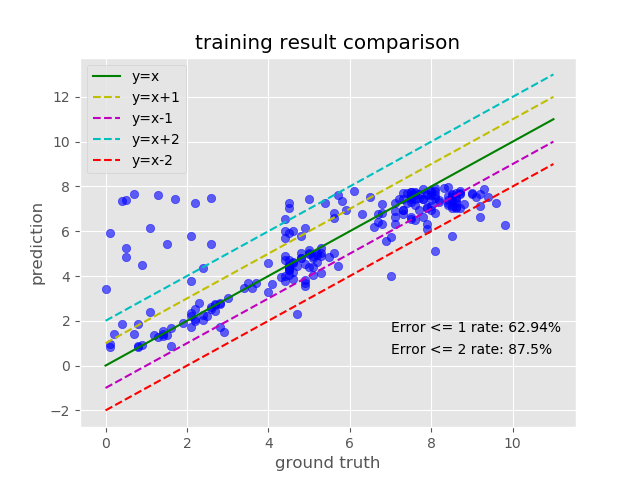 training result comparison
y=x
y=x+1
y=x-1
y=x+2
y=x-2
12
10
8
6
4
2
0
−2
prediction
Error <= 1 rate: 62.94%
Error <= 2 rate: 87.5%
0 2 4 6 8 10
ground truth